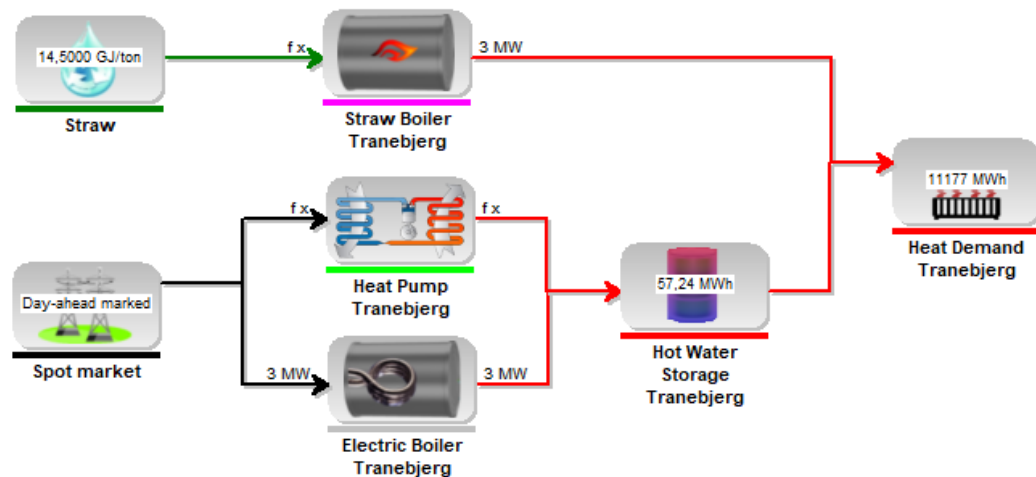 14,5000 GJ/ton
Straw
f x
3 MW
Straw Boiler
Tranebjerg
11177 MWh
Heat Demand
Tranebjerg
f x
f x
Heat Pump
Tranebjerg
57,24 MWh
Hot Water
Storage
Tranebjerg
Day-ahead marked
Spot market
3 MW
3 MW
Electric Boiler
Tranebjerg